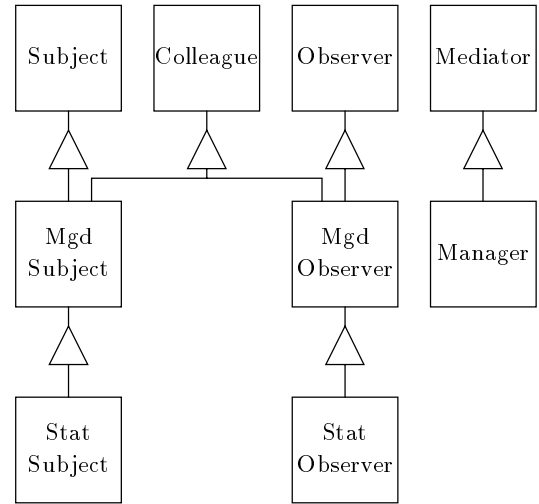 Subject
Colleague
Observer
Mediator
Mgd
Subject
Mgd
Observer
Manager
Stat
Subject
Stat
Observer